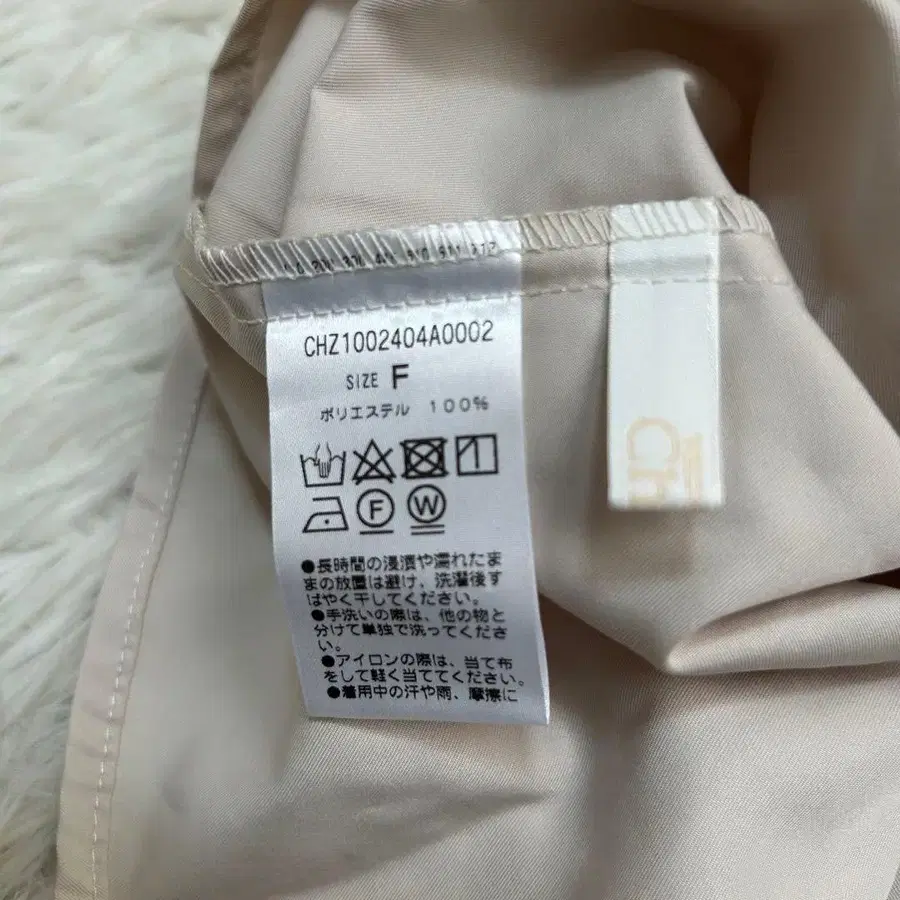 CHZ1002404A0002
SIZE F
ポリエステル 100%
F W
●長時間の浸漬や濡れたま
まの放置は避け、洗濯後す
ばやく干してください。
●手洗いの際は、他の物と
分けて単独で洗ってくださ
い。
●アイロンの際は、当て布
をして軽く当ててください。
●着用中の汗や雨、摩擦に